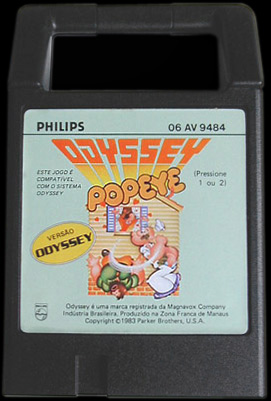 PHILIPS 06 AV 9484
ODYSSEY
ESTE JOGO É
COMPATÍVEL
COM O SISTEMA
ODYSSEY
POPEYE
(Pressione
1 ou 2)
VERSÃO
ODYSSEY
Odyssey é uma marca registrada da Magnavox Company
Indústria Brasileira. Produzido na Zona Franca de Manaus
Copyright ©1983 Parker Brothers, U.S.A.